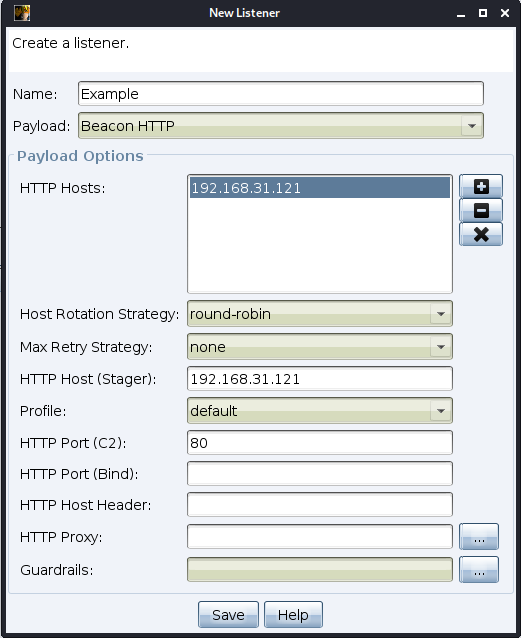 New Listener
Create a listener.
Name: Example
Payload: Beacon HTTP
Payload Options
HTTP Hosts: 192.168.31.121
Host Rotation Strategy: round-robin
Max Retry Strategy: none
HTTP Host (Stager): 192.168.31.121
Profile: default
HTTP Port (C2): 80
HTTP Port (Bind):
HTTP Host Header:
HTTP Proxy: ...
Guardrails: ...
Save Help